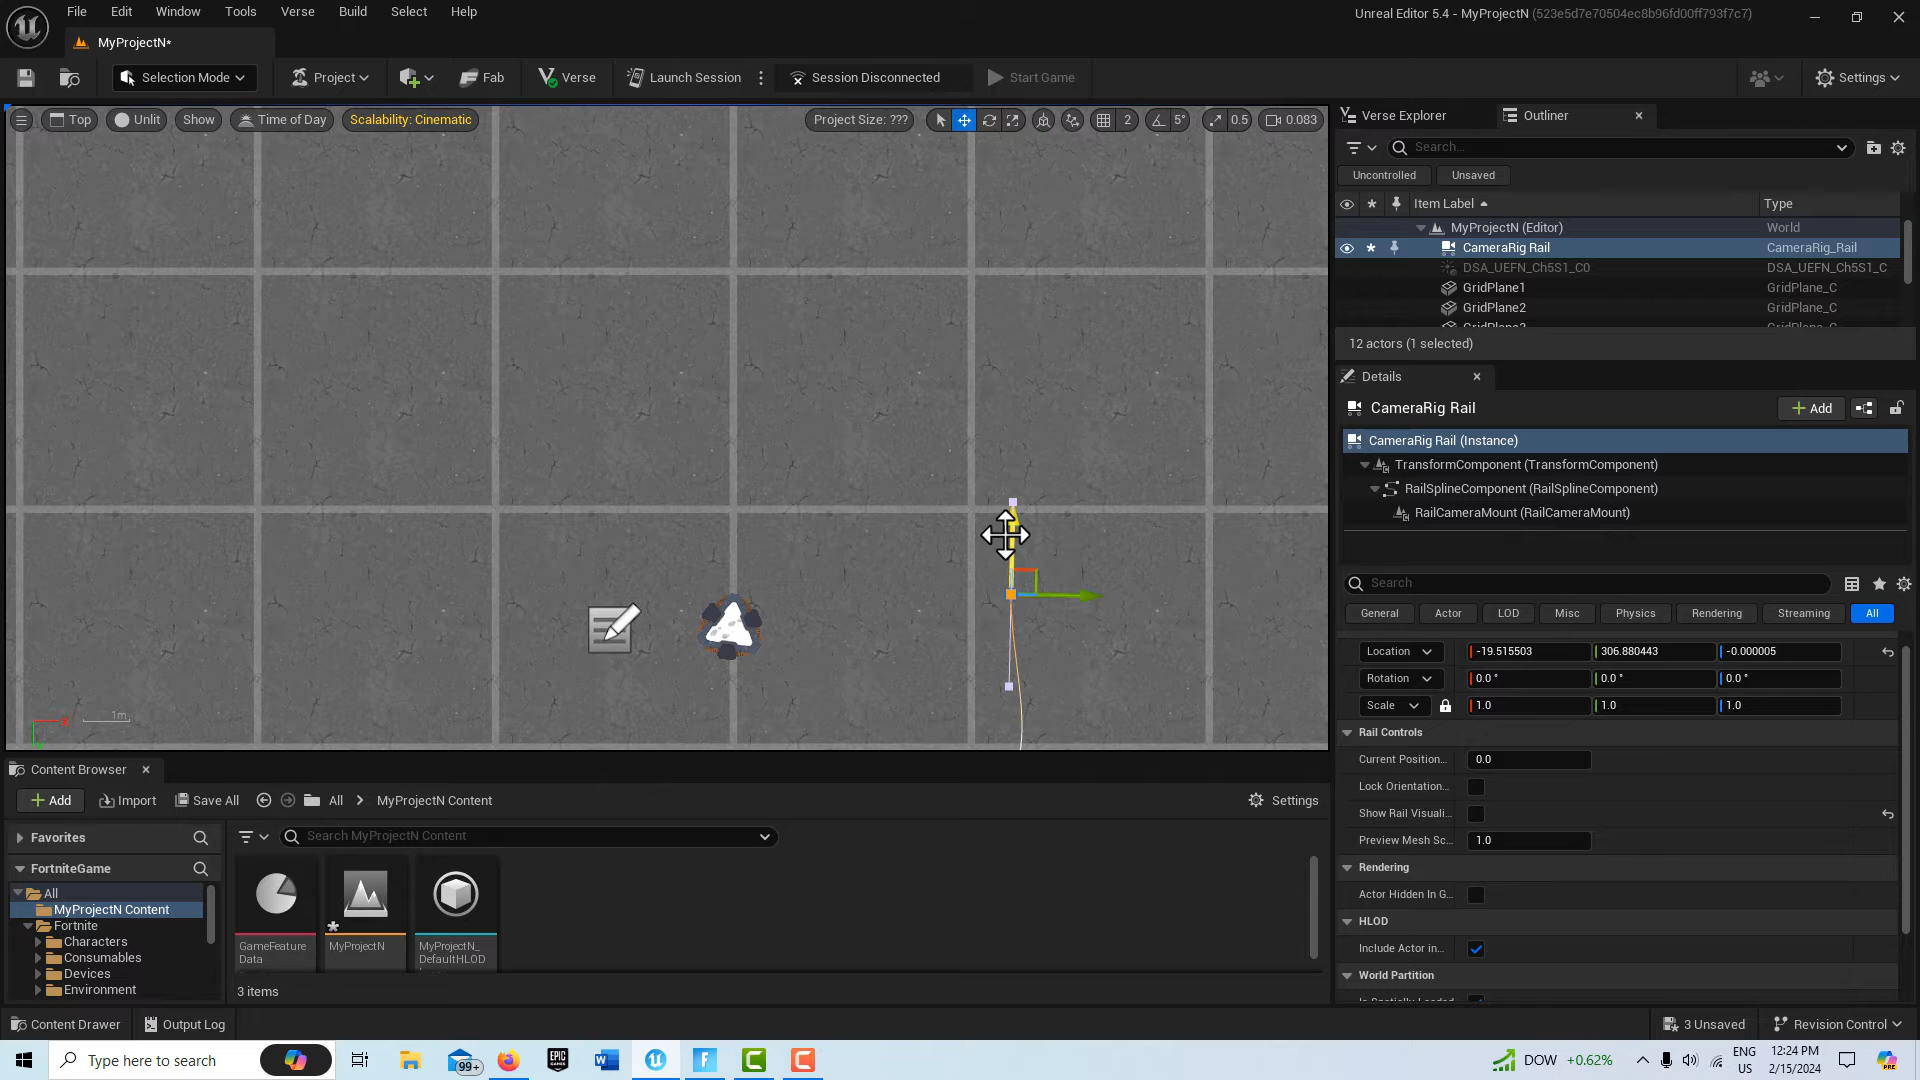 File Edit Window Tools Verse Build Select Help
Unreal Editor 5.4 - MyProjectN (523e5d7e70504ec8b96fd00ff793f7c7)
MyProjectN*
Selection Mode Project Fab Verse Launch Session Session Disconnected Start Game Settings
Top Unlit Show Time of Day Scalability: Cinematic Project Size: ??? 2 5° 0.5 0.083
Verse Explorer Outliner
Search...
Uncontrolled Unsaved
Item Label Type
MyProjectN (Editor) World
CameraRig Rail CameraRig_Rail
DSA_UEFN_Ch5S1_C0 DSA_UEFN_Ch5S1_C
GridPlane1 GridPlane_C
GridPlane2 GridPlane_C
12 actors (1 selected)
Details
CameraRig Rail Add
CameraRig Rail (Instance)
TransformComponent (TransformComponent)
RailSplineComponent (RailSplineComponent)
RailCameraMount (RailCameraMount)
Search
General Actor LOD Misc Physics Rendering Streaming All
Location -19.515503 306.880443 -0.000005
Rotation 0.0 ° 0.0 ° 0.0 °
Scale 1.0 1.0 1.0
Rail Controls
Current Position... 0.0
Lock Orientation...
Show Rail Visuali...
Preview Mesh Sc... 1.0
Rendering
Actor Hidden In G...
HLOD
Include Actor in...
World Partition
1m
Content Browser
Add Import Save All All MyProjectN Content Settings
Favorites
Search MyProjectN Content
FortniteGame
All
MyProjectN Content
Fortnite
Characters
Consumables
Devices
Environment
GameFeature
Data
MyProjectN
MyProjectN_
DefaultHLOD
3 items
Content Drawer Output Log 3 Unsaved Revision Control
Type here to search
99+
EPIC
GAMES
DOW +0.62%
ENG
US
12:24 PM
2/15/2024